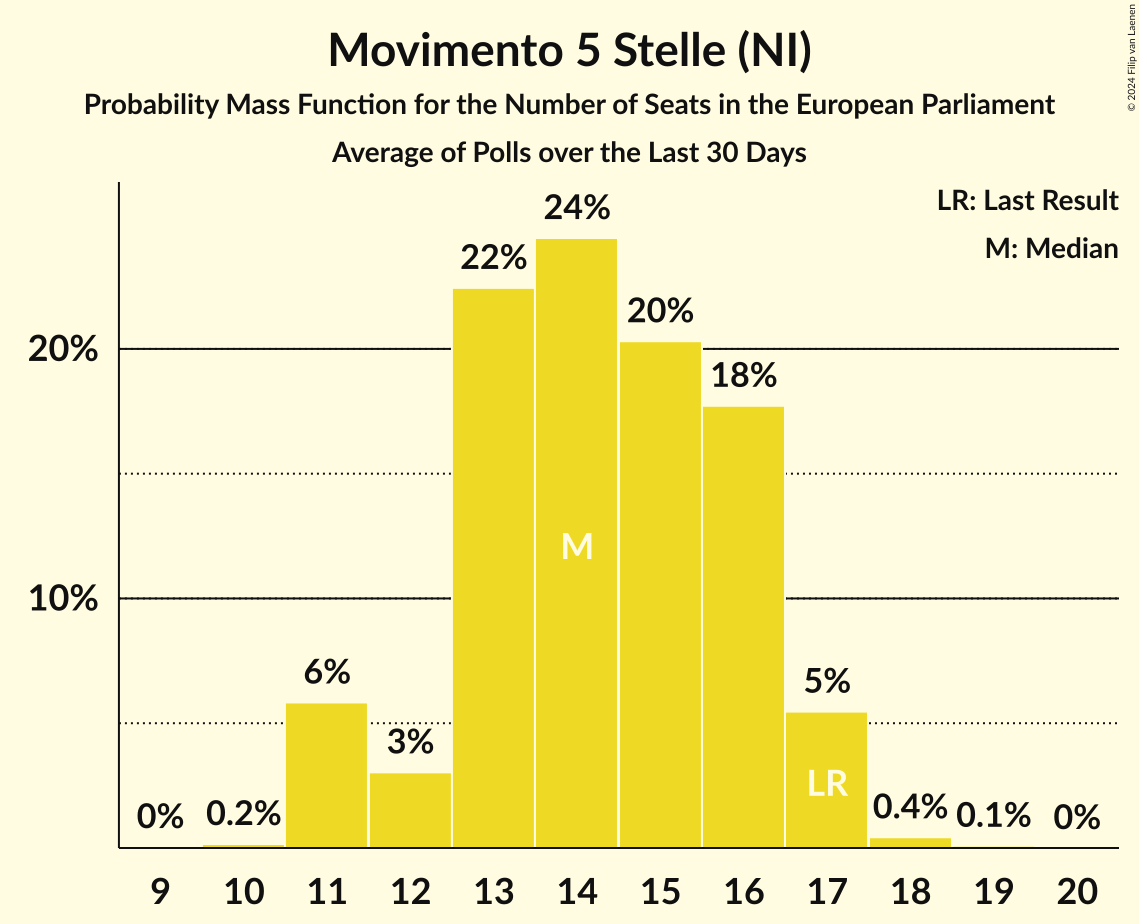 Movimento 5 Stelle (NI)
Probability Mass Function for the Number of Seats in the European Parliament
Average of Polls over the Last 30 Days
© 2024 Filip van Laenen
LR: Last Result
M: Median
24%
22%
20%
18%
20%
10%
6%
3%
5%
0%
0.2%
0.4%
0.1%
0%
M
LR
9 10 11 12 13 14 15 16 17 18 19 20